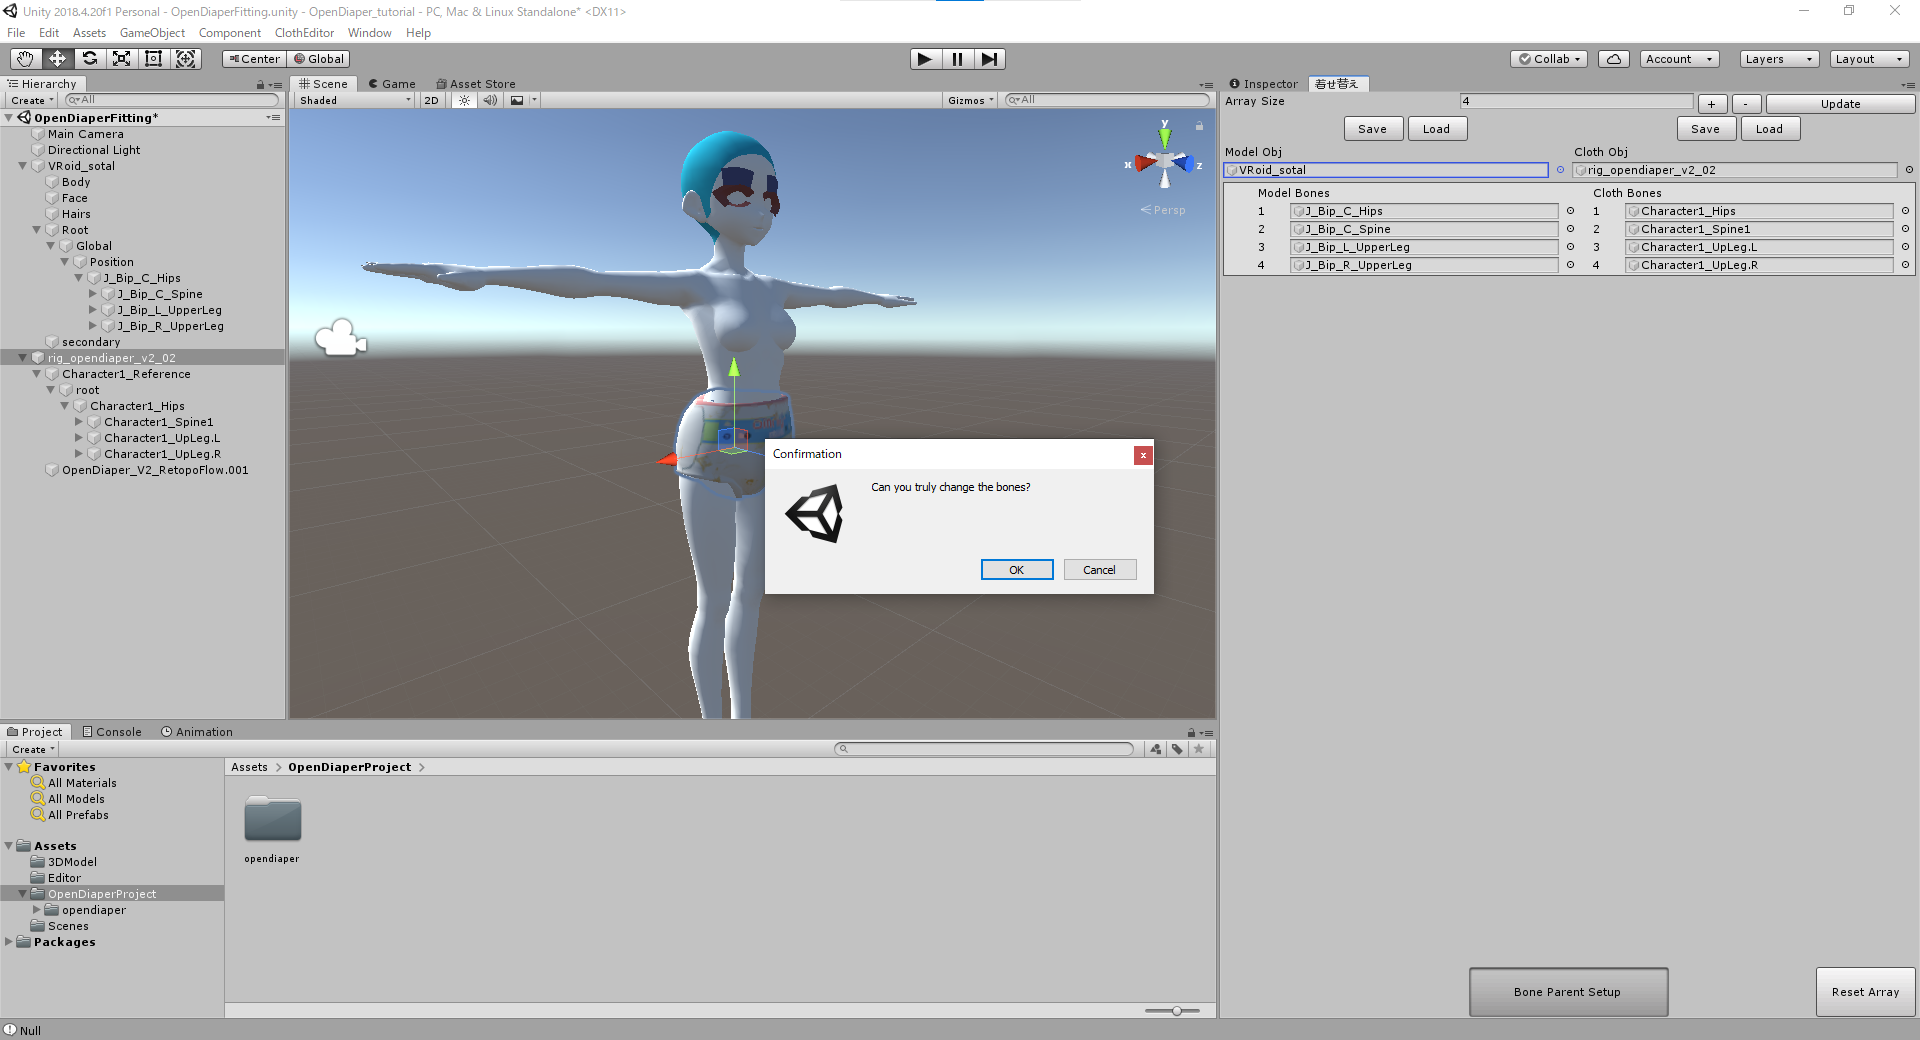 Unity 2018.4.20f1 Personal - OpenDiaperFitting.unity - OpenDiaper_tutorial - PC, Mac & Linux Standalone* <DX11>
File Edit Assets GameObject Component ClothEditor Window Help
Center Global
Collab Account Layers Layout
Hierarchy
Create All
OpenDiaperFitting*
Main Camera
Directional Light
VRoid_sotal
Body
Face
Hairs
Root
Global
Position
J_Bip_C_Hips
J_Bip_C_Spine
J_Bip_L_UpperLeg
J_Bip_R_UpperLeg
secondary
rig_opendiaper_v2_02
Character1_Reference
root
Character1_Hips
Character1_Spine1
Character1_UpLeg.L
Character1_UpLeg.R
OpenDiaper_V2_RetopoFlow.001
Scene Game Asset Store
Shaded 2D Gizmos All
y
x z
Persp
Confirmation
x
Can you truly change the bones?
OK Cancel
Inspector 着せ替え
Array Size 4 + - Update
Save Load Save Load
Model Obj Cloth Obj
VRoid_sotal rig_opendiaper_v2_02
Model Bones Cloth Bones
1 J_Bip_C_Hips 1 Character1_Hips
2 J_Bip_C_Spine 2 Character1_Spine1
3 J_Bip_L_UpperLeg 3 Character1_UpLeg.L
4 J_Bip_R_UpperLeg 4 Character1_UpLeg.R
Bone Parent Setup Reset Array
Project Console Animation
Create
Favorites
All Materials
All Models
All Prefabs
Assets
3DModel
Editor
OpenDiaperProject
opendiaper
Scenes
Packages
Assets > OpenDiaperProject >
opendiaper
Null